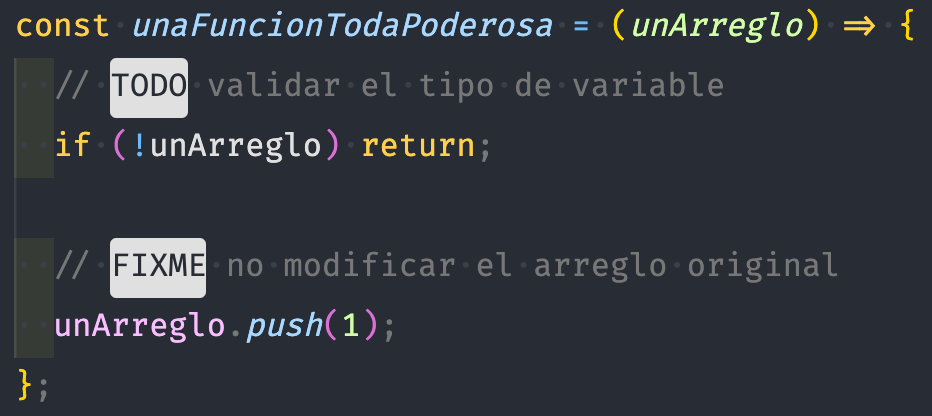 const unaFuncionTodaPoderosa = (unArreglo) => {
// TODO validar el tipo de variable
if (!unArreglo) return;
// FIXME no modificar el arreglo original
unArreglo.push(1);
};